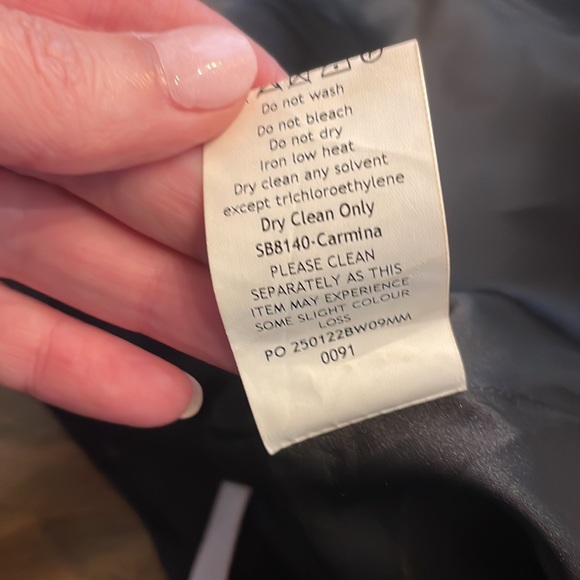 Do not wash
Do not bleach
Do not dry
Iron low heat
Dry clean any solvent
except trichloroethylene
Dry Clean Only
SB8140-Carmina
PLEASE CLEAN
SEPARATELY AS THIS
ITEM MAY EXPERIENCE
SOME SLIGHT COLOUR
LOSS
PO 250122BW09MM
0091